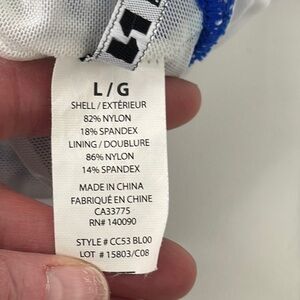 L/G
SHELL/EXTÉRIEUR
82% NYLON
18% SPANDEX
LINING/DOUBLURE
86% NYLON
14% SPANDEX
MADE IN CHINA
FABRIQUÉ EN CHINE
CA33775
RN# 140090
STYLE # CC53 BL00
LOT # 15803/C08